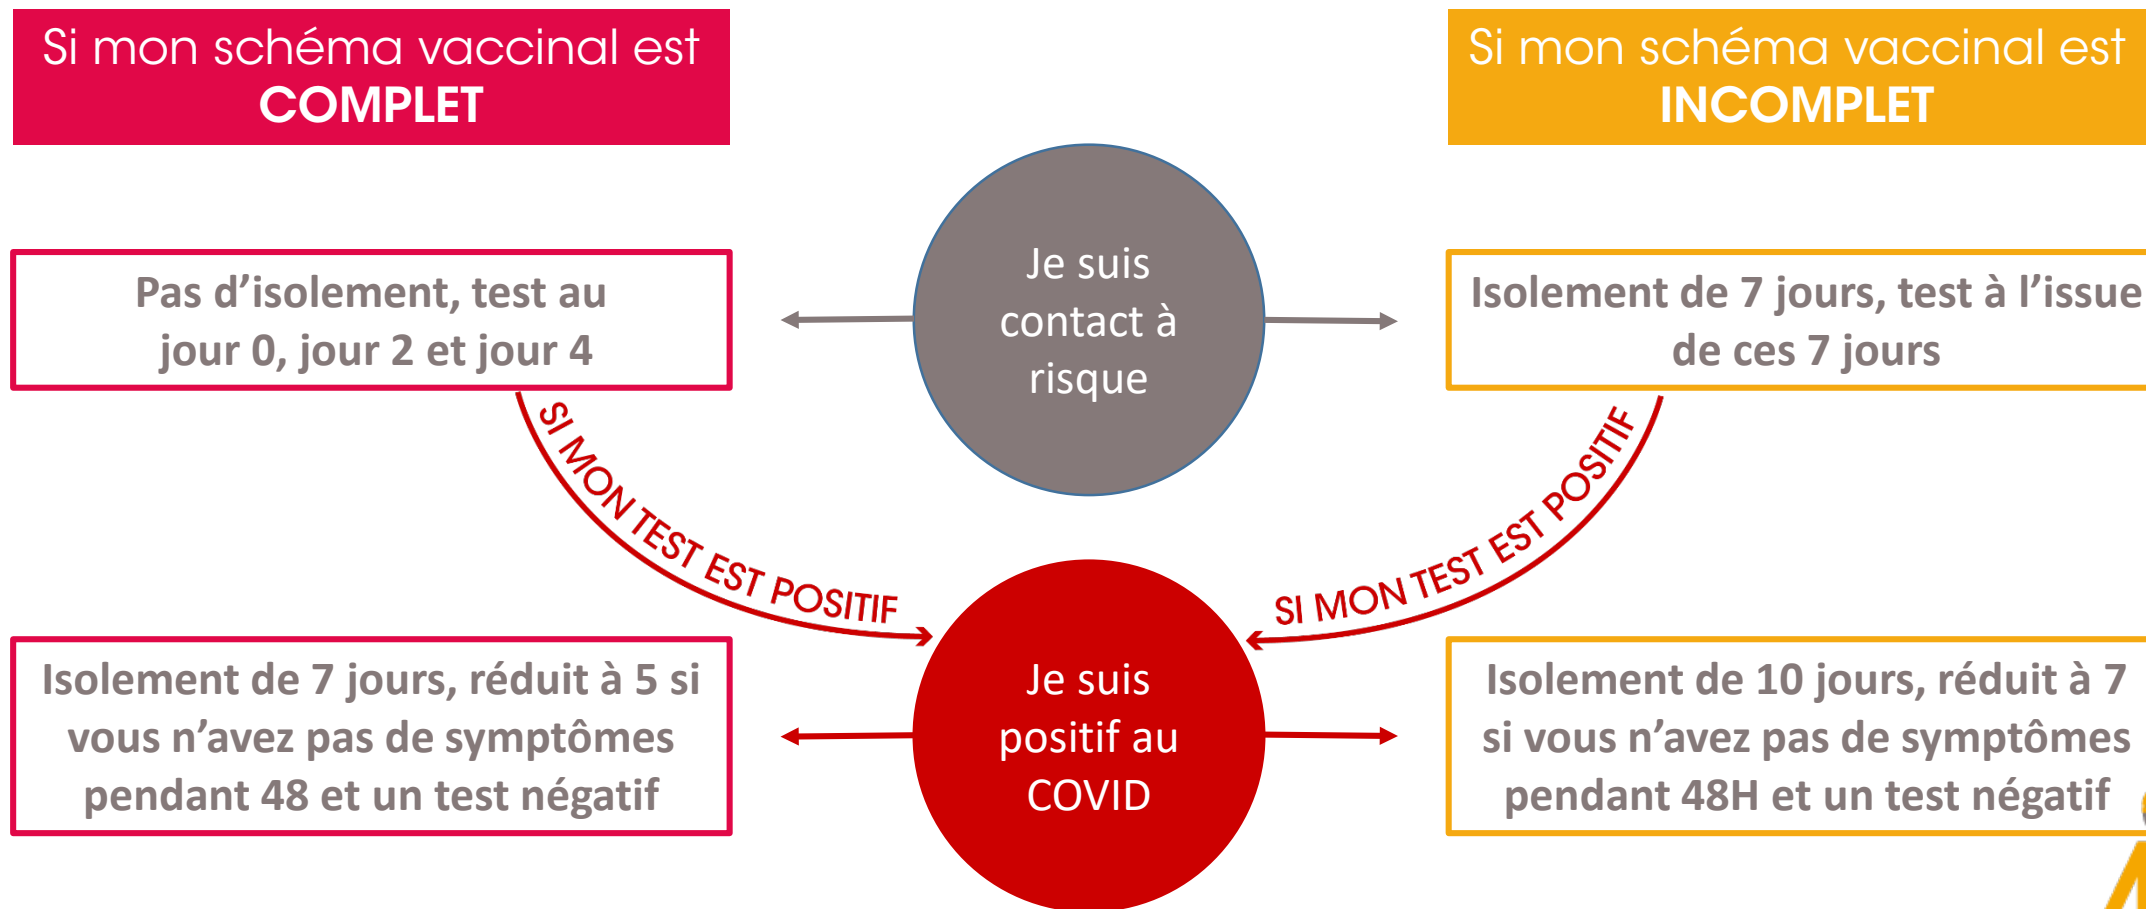 Si mon schéma vaccinal est
COMPLET
Si mon schéma vaccinal est
INCOMPLET
Je suis
contact à
risque
Pas d’isolement, test au
jour 0, jour 2 et jour 4
Isolement de 7 jours, test à l’issue
de ces 7 jours
SI MON TEST EST POSITIF
SI MON TEST EST POSITIF
Je suis
positif au
COVID
Isolement de 7 jours, réduit à 5 si
vous n’avez pas de symptômes
pendant 48 et un test négatif
Isolement de 10 jours, réduit à 7
si vous n’avez pas de symptômes
pendant 48H et un test négatif